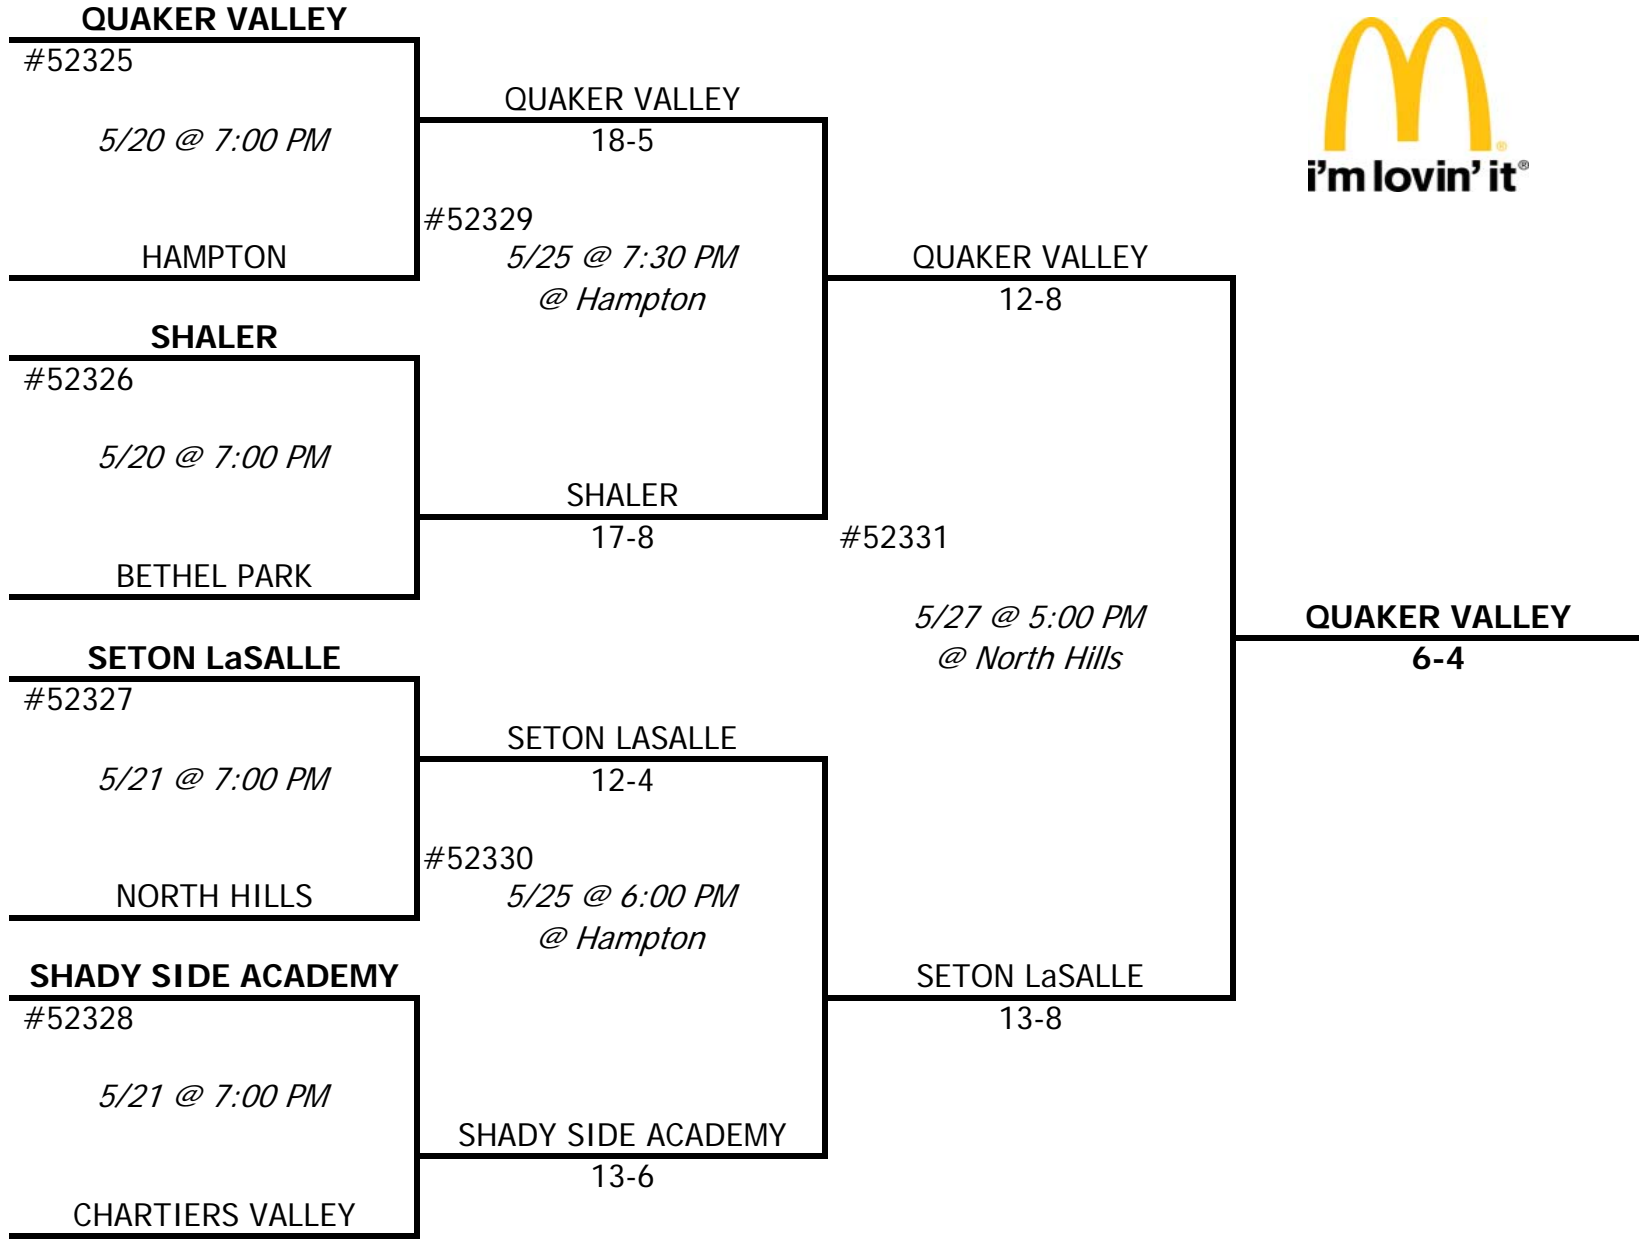 QUAKER VALLEY
#52325
5/20 @ 7:00 PM
HAMPTON
SHALER
#52326
5/20 @ 7:00 PM
BETHEL PARK
SETON LaSALLE
#52327
5/21 @ 7:00 PM
NORTH HILLS
SHADY SIDE ACADEMY
#52328
5/21 @ 7:00 PM
CHARTIERS VALLEY
QUAKER VALLEY
18-5
#52329
5/25 @ 7:30 PM
@ Hampton
SHALER
17-8
SETON LASALLE
12-4
#52330
5/25 @ 6:00 PM
@ Hampton
SHADY SIDE ACADEMY
13-6
QUAKER VALLEY
12-8
#52331
5/27 @ 5:00 PM
@ North Hills
SETON LaSALLE
13-8
QUAKER VALLEY
6-4
®
i'm lovin' it®